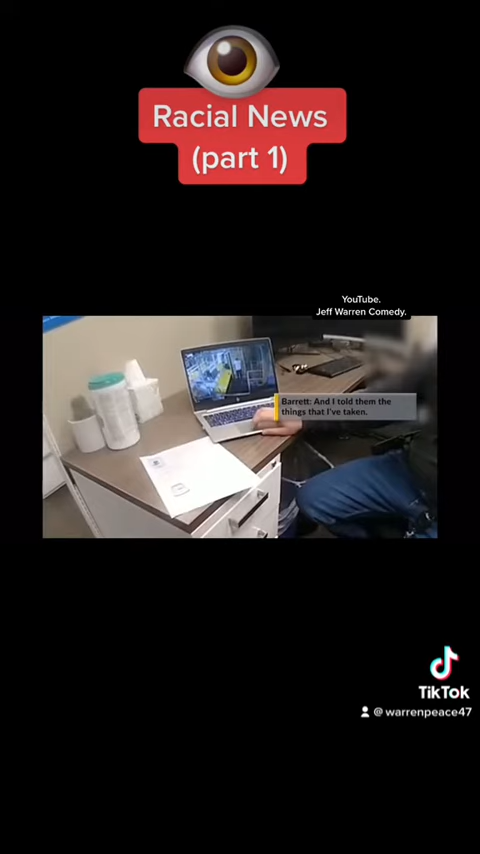 Racial News
(part 1)
YouTube.
Jeff Warren Comedy.
Barrett: And I told them the
things that I've taken.
TikTok
@warrenpeace47